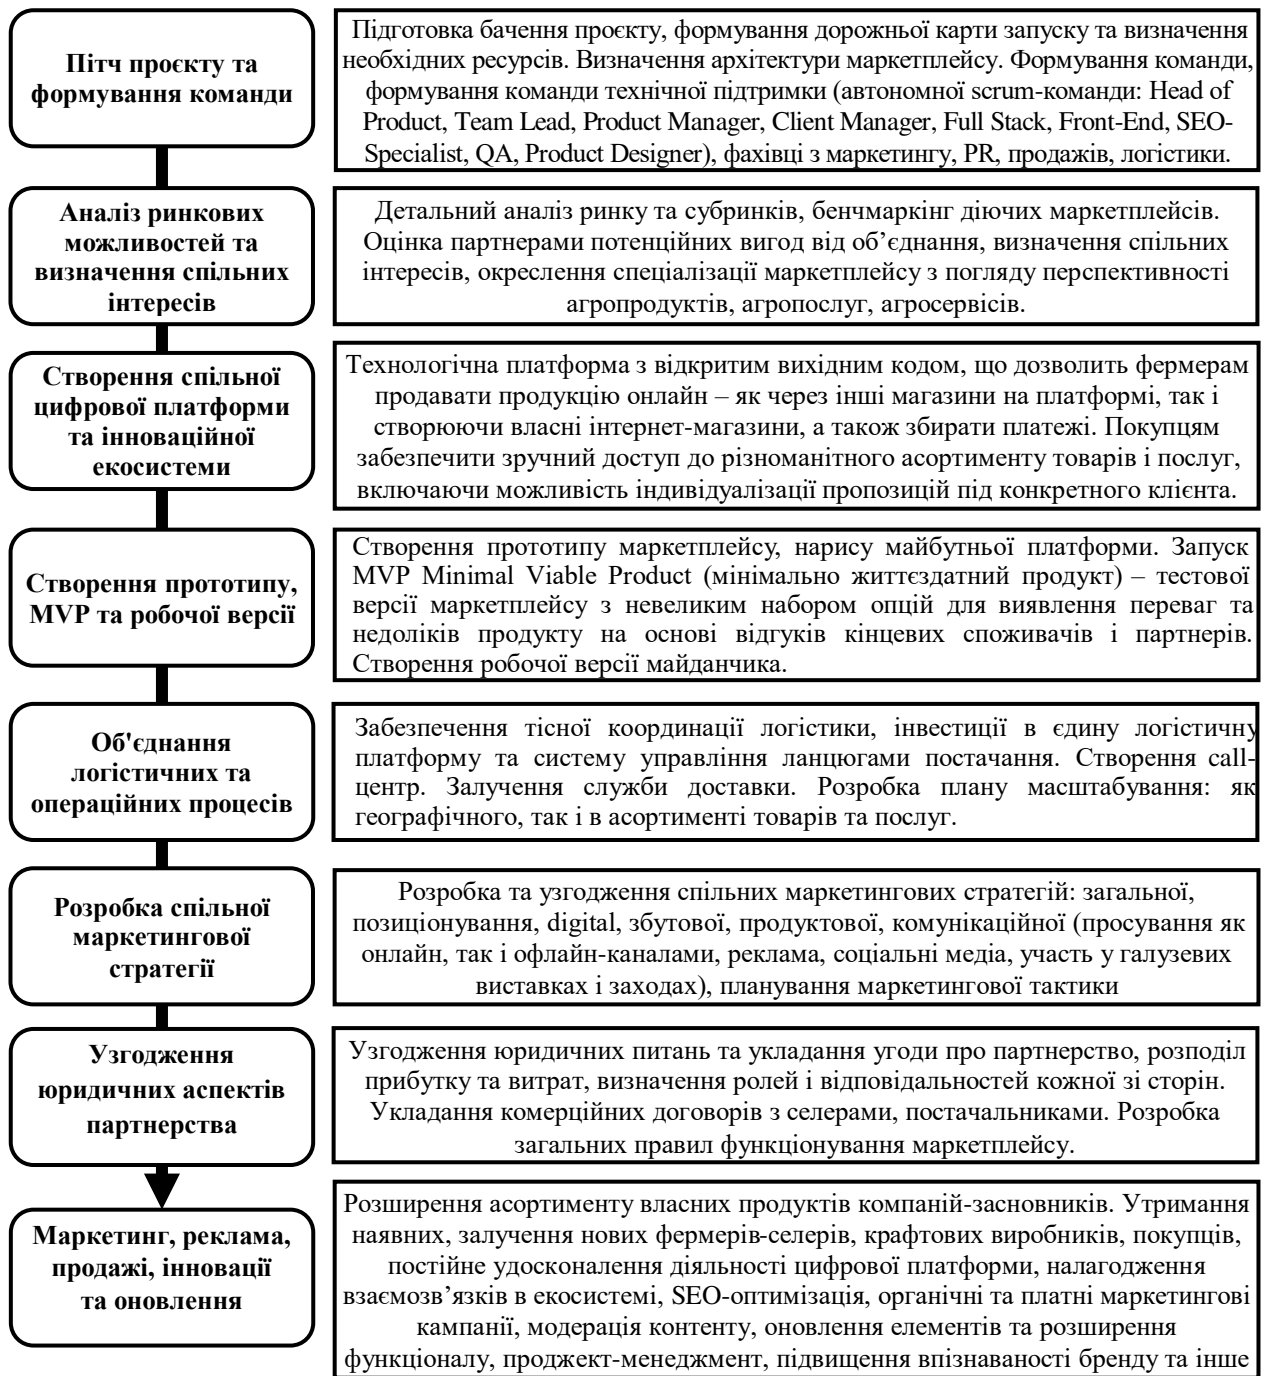 Пітч проєкту та
формування команди
Підготовка бачення проєкту, формування дорожньої карти запуску та визначення
необхідних ресурсів. Визначення архітектури маркетплейсу. Формування команди,
формування команди технічної підтримки (автономної scrum-команди: Head of
Product, Team Lead, Product Manager, Client Manager, Full Stack, Front-End, SEO-
Specialist, QA, Product Designer), фахівці з маркетингу, PR, продажів, логістики.
Аналіз ринкових
можливостей та
визначення спільних
інтересів
Детальний аналіз ринку та субринків, бенчмаркінг діючих маркетплейсів.
Оцінка партнерами потенційних вигод від об’єднання, визначення спільних
інтересів, окреслення спеціалізації маркетплейсу з погляду перспективності
агропродуктів, агропослуг, агросервісів.
Створення спільної
цифрової платформи
та інноваційної
екосистеми
Технологічна платформа з відкритим вихідним кодом, що дозволить фермерам
продавати продукцію онлайн – як через інші магазини на платформі, так і
створюючи власні інтернет-магазини, а також збирати платежі. Покупцям
забезпечити зручний доступ до різноманітного асортименту товарів і послуг,
включаючи можливість індивідуалізації пропозицій під конкретного клієнта.
Створення прототипу,
MVP та робочої версії
Створення прототипу маркетплейсу, нарису майбутньої платформи. Запуск
MVP Minimal Viable Product (мінімально життєздатний продукт) – тестової
версії маркетплейсу з невеликим набором опцій для виявлення переваг та
недоліків продукту на основі відгуків кінцевих споживачів і партнерів.
Створення робочої версії майданчика.
Об'єднання
логістичних та
операційних процесів
Забезпечення тісної координації логістики, інвестиції в єдину логістичну
платформу та систему управління ланцюгами постачання. Створення call-
центр. Залучення служби доставки. Розробка плану масштабування: як
географічного, так і в асортименті товарів та послуг.
Розробка спільної
маркетингової
стратегії
Розробка та узгодження спільних маркетингових стратегій: загальної,
позиціонування, digital, збутової, продуктової, комунікаційної (просування як
онлайн, так і офлайн-каналами, реклама, соціальні медіа, участь у галузевих
виставках і заходах), планування маркетингової тактики
Узгодження
юридичних аспектів
партнерства
Узгодження юридичних питань та укладання угоди про партнерство, розподіл
прибутку та витрат, визначення ролей і відповідальностей кожної зі сторін.
Укладання комерційних договорів з селерами, постачальниками. Розробка
загальних правил функціонування маркетплейсу.
Маркетинг, реклама,
продажі, інновації
та оновлення
Розширення асортименту власних продуктів компаній-засновників. Утримання
наявних, залучення нових фермерів-селерів, крафтових виробників, покупців,
постійне удосконалення діяльності цифрової платформи, налагодження
взаємозв’язків в екосистемі, SEO-оптимізація, органічні та платні маркетингові
кампанії, модерація контенту, оновлення елементів та розширення
функціоналу, проджект-менеджмент, підвищення впізнаваності бренду та інше